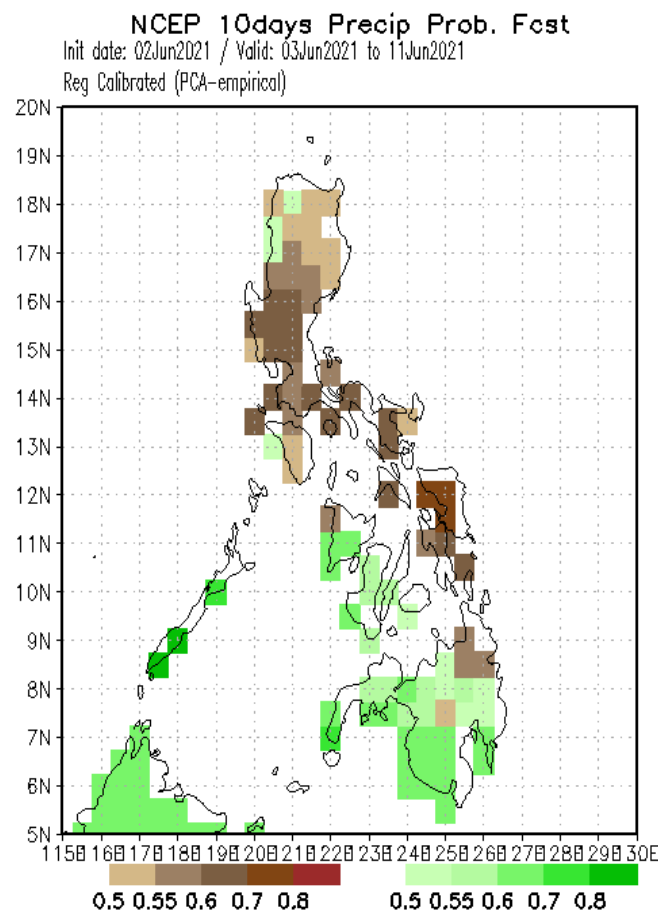 NCEP 10days Precip Prob. Fcst
Init date: 02Jun2021 / Valid: 03Jun2021 to 11Jun2021
Reg Calibrated (PCA-empirical)
20N
19N
18N
17N
16N
15N
14N
13N
12N
11N
10N
9N
8N
7N
6N
5N
115E 116E 117E 118E 119E 120E 121E 122E 123E 124E 125E 126E 127E 128E 129E 130E
0.5 0.55 0.6 0.7 0.8 0.5 0.55 0.6 0.7 0.8